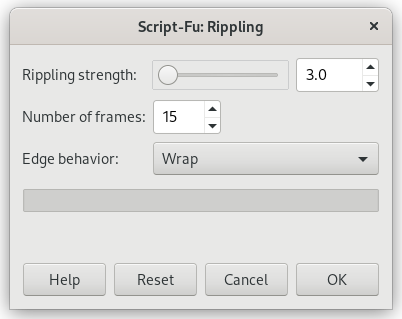 Script-Fu: Rippling
Rippling strength: 3.0
Number of frames: 15
Edge behavior: Wrap
Help Reset Cancel OK